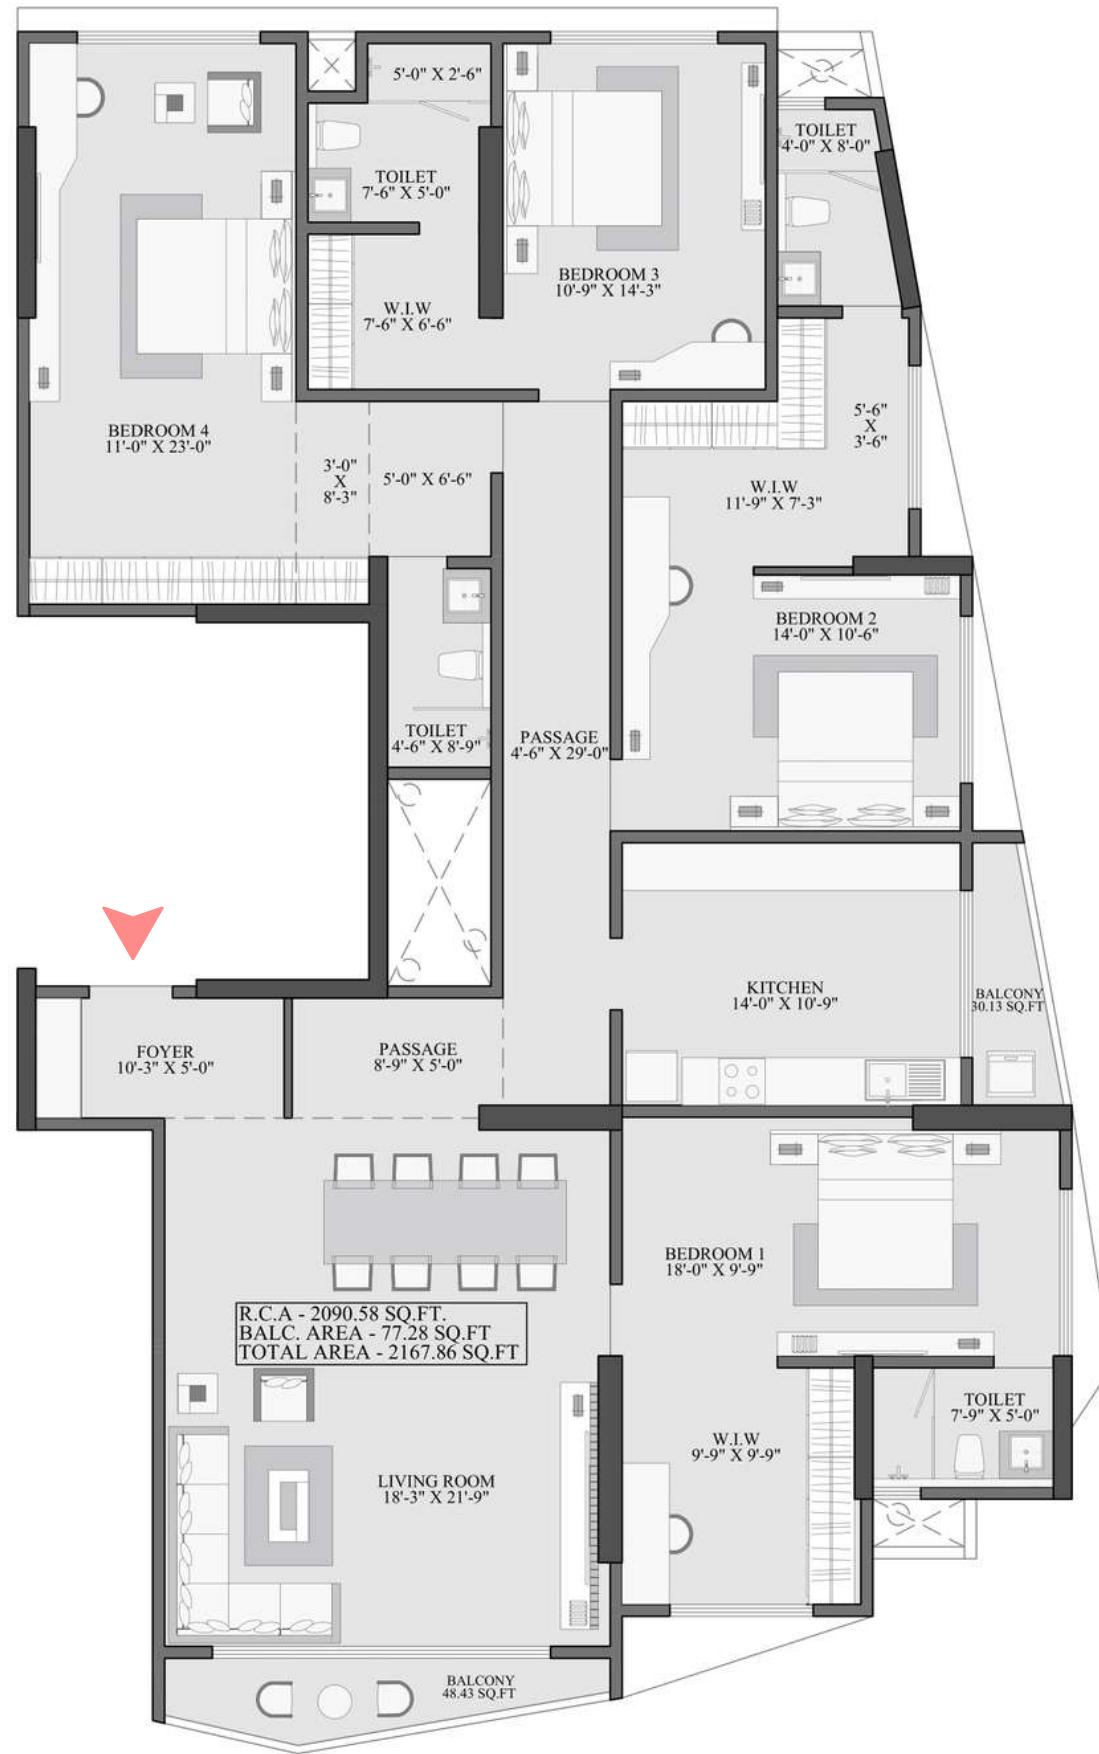 5'-0" X 2'-6"
TOILET
4'-0" X 8'-0"
TOILET
7'-6" X 5'-0"
BEDROOM 3
10'-9" X 14'-3"
W.I.W
7'-6" X 6'-6"
BEDROOM 4
11'-0" X 23'-0"
3'-0"
X
8'-3"
5'-0" X 6'-6"
5'-6"
X
3'-6"
W.I.W
11'-9" X 7'-3"
BEDROOM 2
14'-0" X 10'-6"
TOILET
4'-6" X 8'-9"
PASSAGE
4'-6" X 29'-0"
KITCHEN
14'-0" X 10'-9"
BALCONY
30.13 SQ.FT
FOYER
10'-3" X 5'-0"
PASSAGE
8'-9" X 5'-0"
BEDROOM 1
18'-0" X 9'-9"
R.C.A - 2090.58 SQ.FT.
BALC. AREA - 77.28 SQ.FT
TOTAL AREA - 2167.86 SQ.FT
TOILET
7'-9" X 5'-0"
W.I.W
9'-9" X 9'-9"
LIVING ROOM
18'-3" X 21'-9"
BALCONY
48.43 SQ.FT